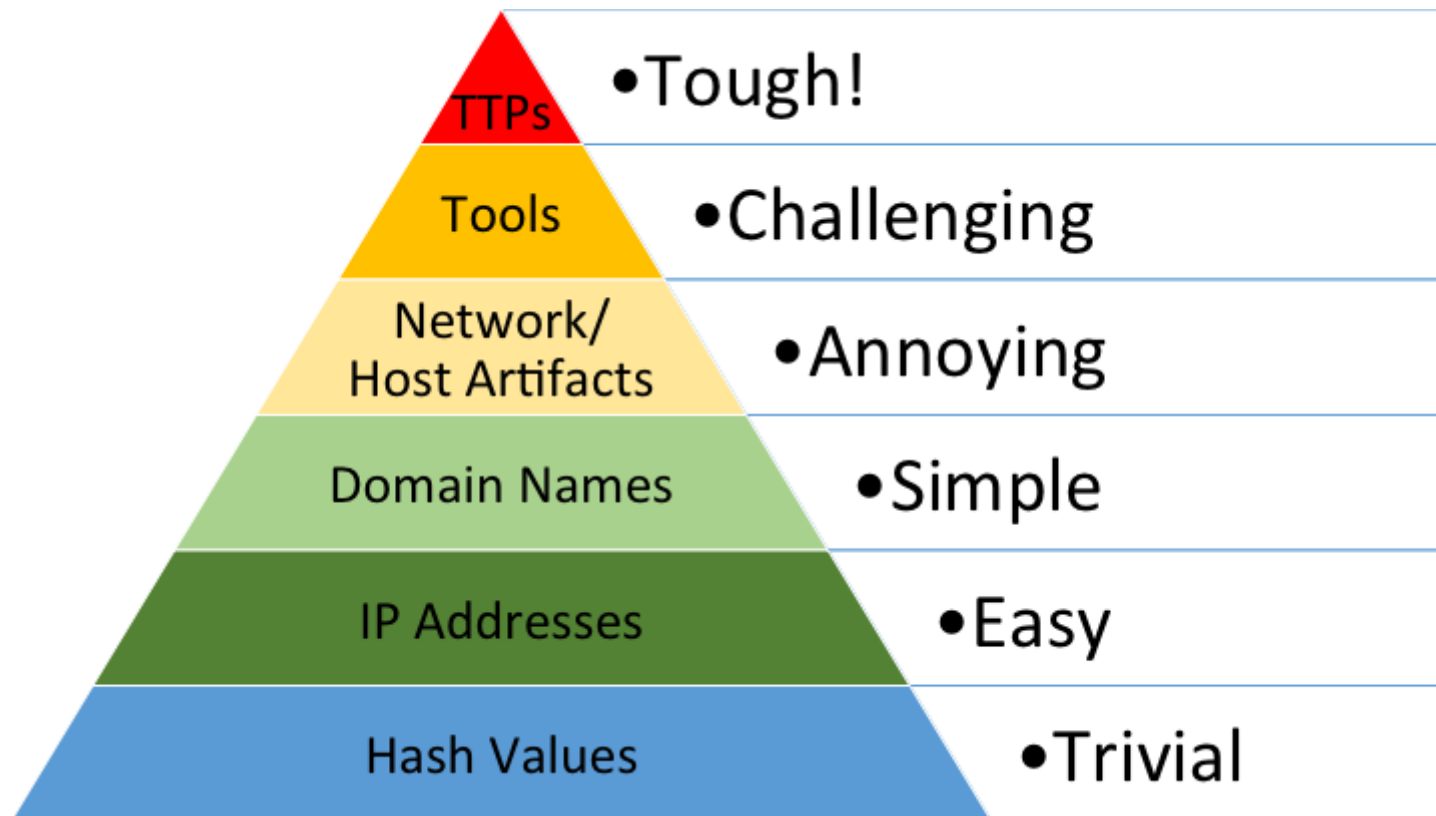 TTPs
•Tough!
Tools
•Challenging
Network/
Host Artifacts
•Annoying
Domain Names
•Simple
IP Addresses
•Easy
Hash Values
•Trivial